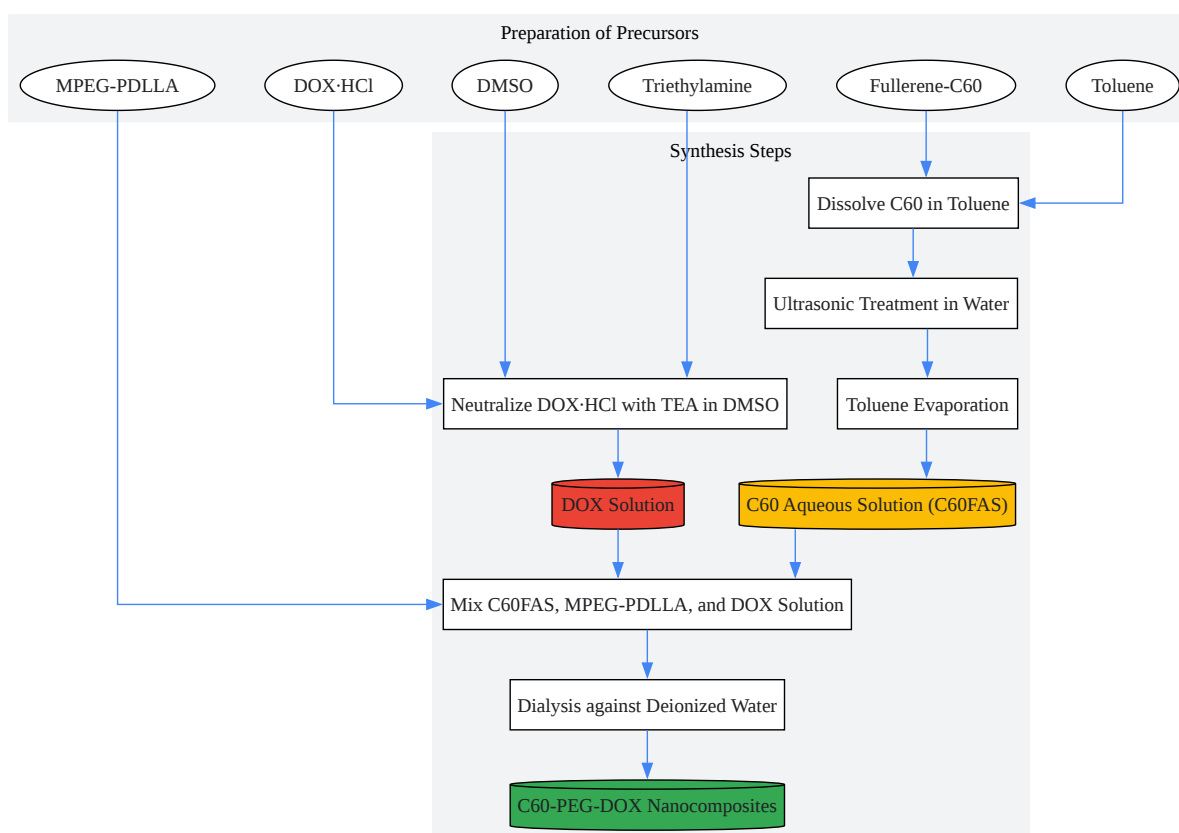 Preparation of Precursors
MPEG-PDLLA
DOX·HCl
DMSO
Triethylamine
Fullerene-C60
Toluene
Synthesis Steps
Dissolve C60 in Toluene
Ultrasonic Treatment in Water
Neutralize DOX·HCl with TEA in DMSO
Toluene Evaporation
DOX Solution
C60 Aqueous Solution (C60FAS)
Mix C60FAS, MPEG-PDLLA, and DOX Solution
Dialysis against Deionized Water
C60-PEG-DOX Nanocomposites